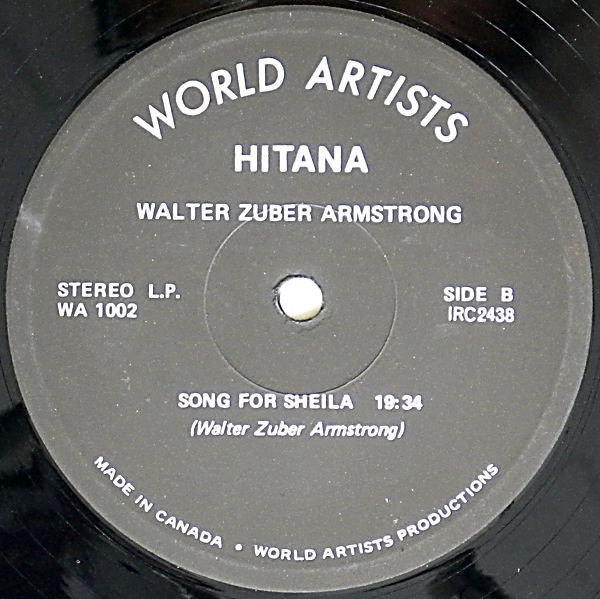 WORLD ARTISTS
HITANA
WALTER ZUBER ARMSTRONG
STEREO L.P.
WA 1002
SIDE B
IRC2438
SONG FOR SHEILA 19:34
(Walter Zuber Armstrong)
MADE IN CANADA • WORLD ARTISTS PRODUCTIONS